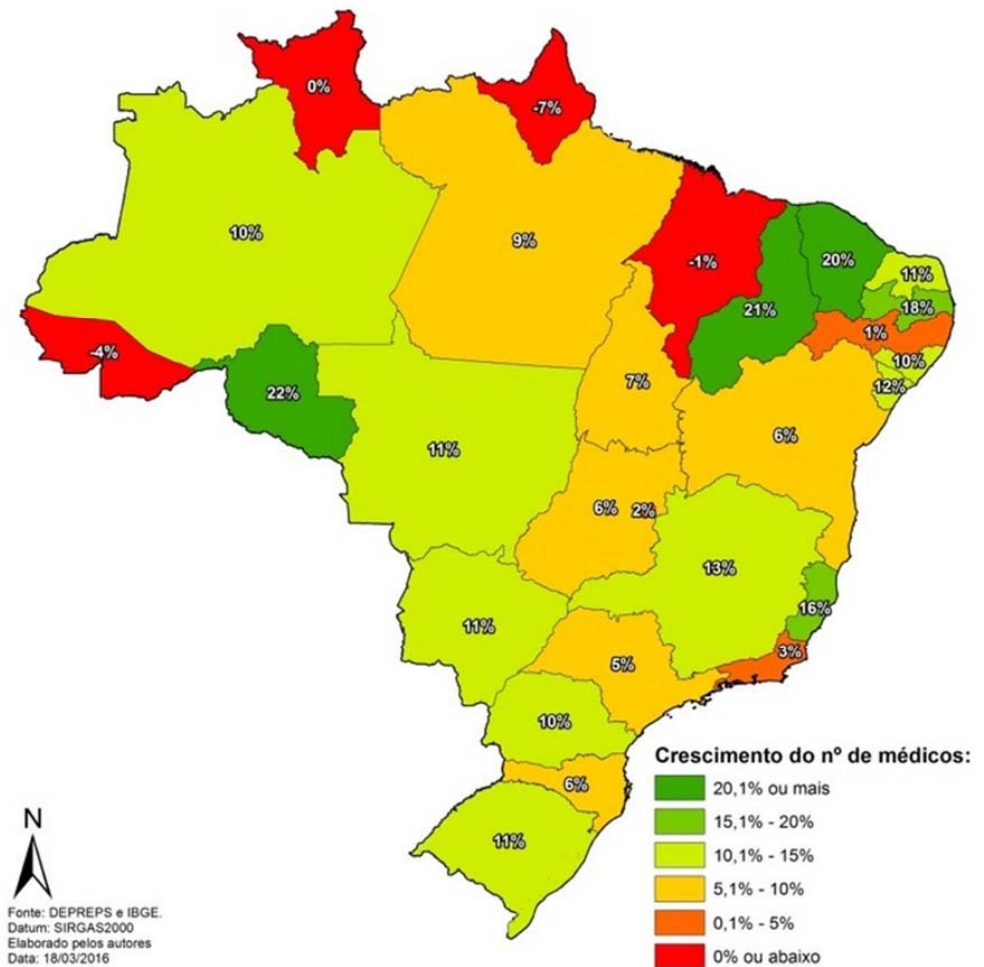 0%
-7%
10%
9%
-1%
20%
11%
21%
18%
1%
10%
12%
-4%
22%
7%
6%
11%
6% 2%
13%
16%
11%
3%
5%
10%
6%
11%
Crescimento do nº de médicos:
20,1% ou mais
15,1% - 20%
10,1% - 15%
5,1% - 10%
0,1% - 5%
0% ou abaixo
N
Fonte: DEPREPS e IBGE.
Datum: SIRGAS2000
Elaborado pelos autores
Data: 18/03/2016